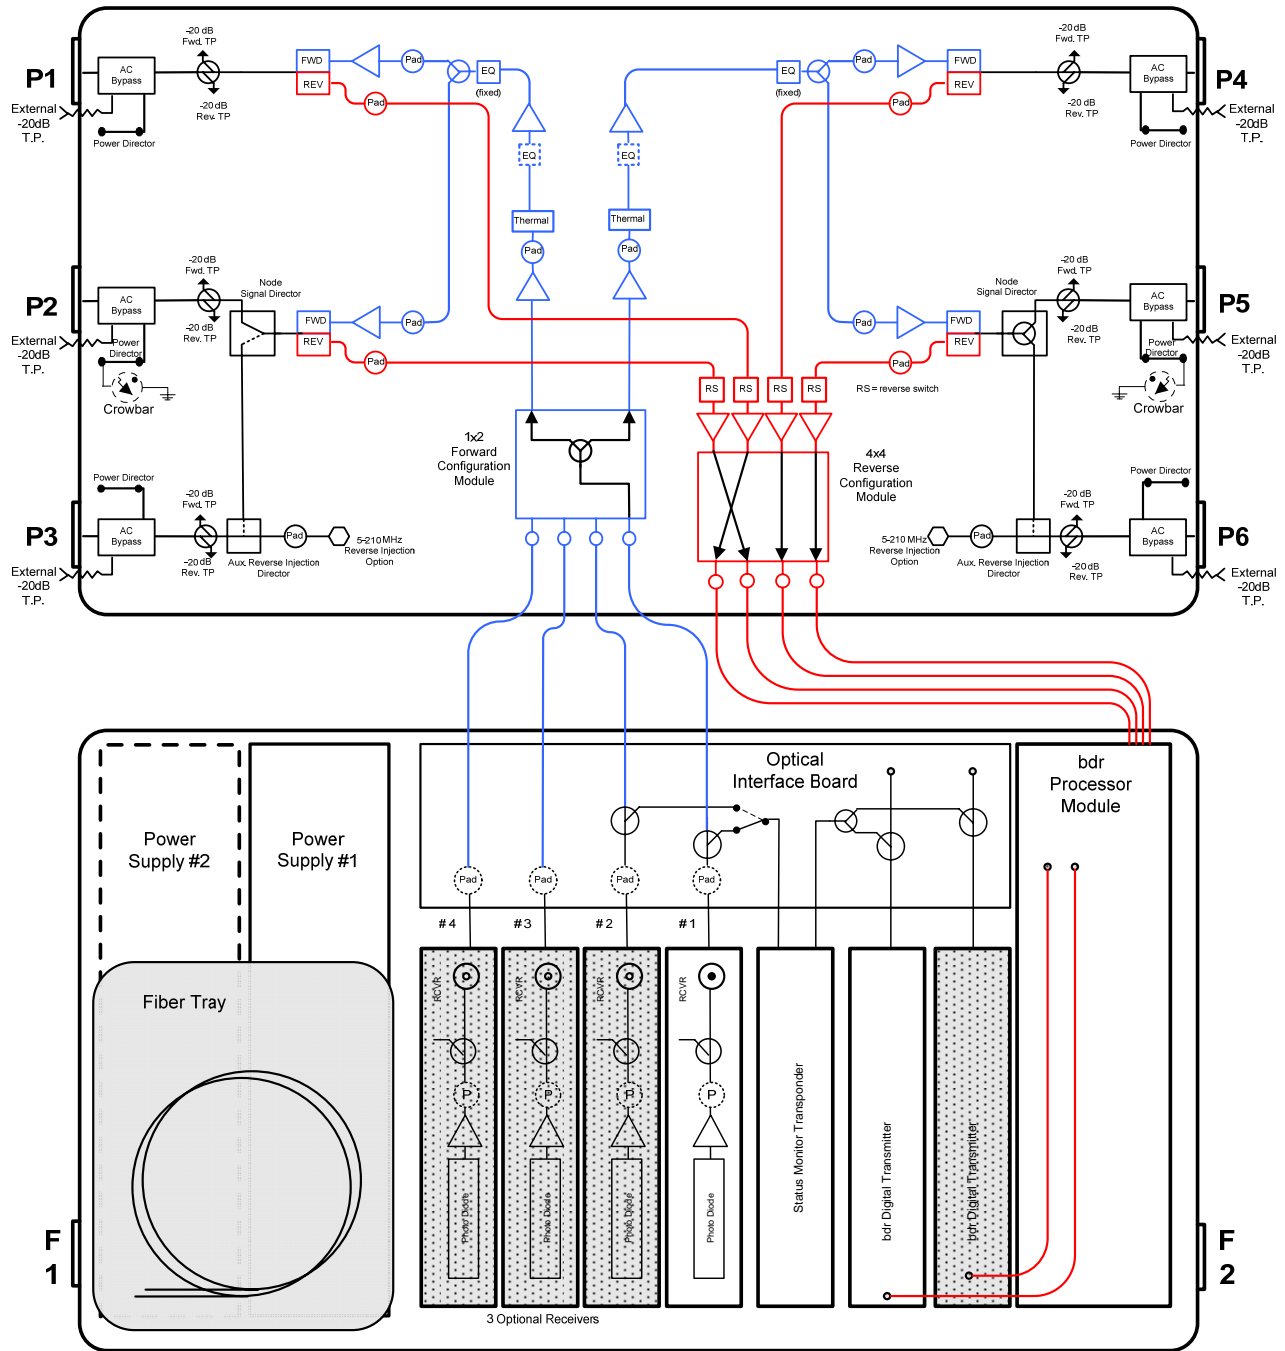 P1
External
-20dB
T.P.
AC
Bypass
Power Director
-20 dB
Fwd. TP
-20 dB
Rev. TP
FWD
REV
Pad
Pad
EQ
(fixed)
EQ
Thermal
Pad
EQ
(fixed)
EQ
Thermal
Pad
Pad
Pad
FWD
REV
-20 dB
Fwd. TP
-20 dB
Rev. TP
AC
Bypass
Power Director
P4
External
-20dB
T.P.
P2
External
-20dB
T.P.
AC
Bypass
Power
Director
Crowbar
-20 dB
Fwd. TP
-20 dB
Rev. TP
Node
Signal Director
FWD
REV
Pad
Pad
Pad
Pad
FWD
REV
Node
Signal Director
-20 dB
Fwd. TP
-20 dB
Rev. TP
AC
Bypass
Power
Director
Crowbar
P5
External
-20dB
T.P.
RS
RS
RS
RS
RS = reverse switch
1x2
Forward
Configuration
Module
4x4
Reverse
Configuration
Module
P3
External
-20dB
T.P.
Power Director
AC
Bypass
-20 dB
Fwd. TP
-20 dB
Rev. TP
Aux. Reverse Injection
Director
Pad
5-210 MHz
Reverse Injection
Option
5-210 MHz
Reverse Injection
Option
Pad
Aux. Reverse Injection
Director
-20 dB
Fwd. TP
-20 dB
Rev. TP
Power Director
AC
Bypass
P6
External
-20dB
T.P.
Power
Supply #2
Power
Supply #1
Optical
Interface Board
bdr
Processor
Module
Pad
Pad
Pad
Pad
#4
#3
#2
#1
Fiber Tray
RCVR
P
Photo Diode
RCVR
P
Photo Diode
RCVR
P
Photo Diode
RCVR
P
Photo Diode
Status Monitor Transponder
bdr Digital Transmitter
bdr Digital Transmitter
F
1
F
2
3 Optional Receivers